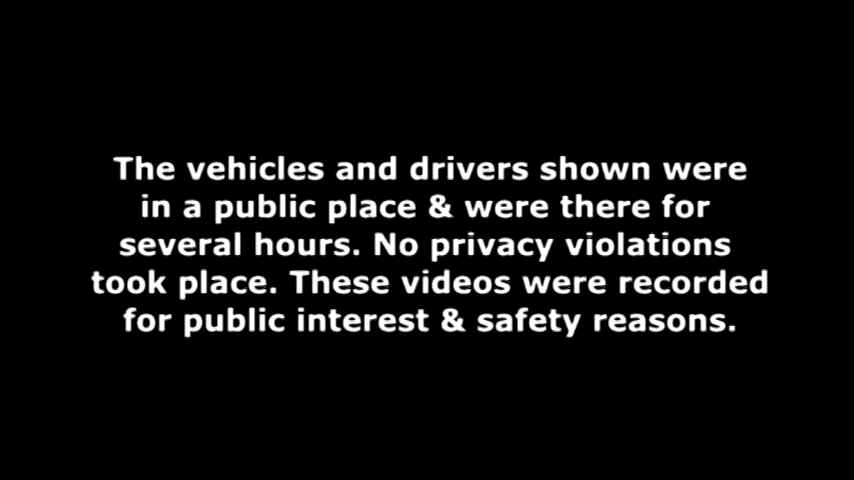 The vehicles and drivers shown were
in a public place & were there for
several hours. No privacy violations
took place. These videos were recorded
for public interest & safety reasons.